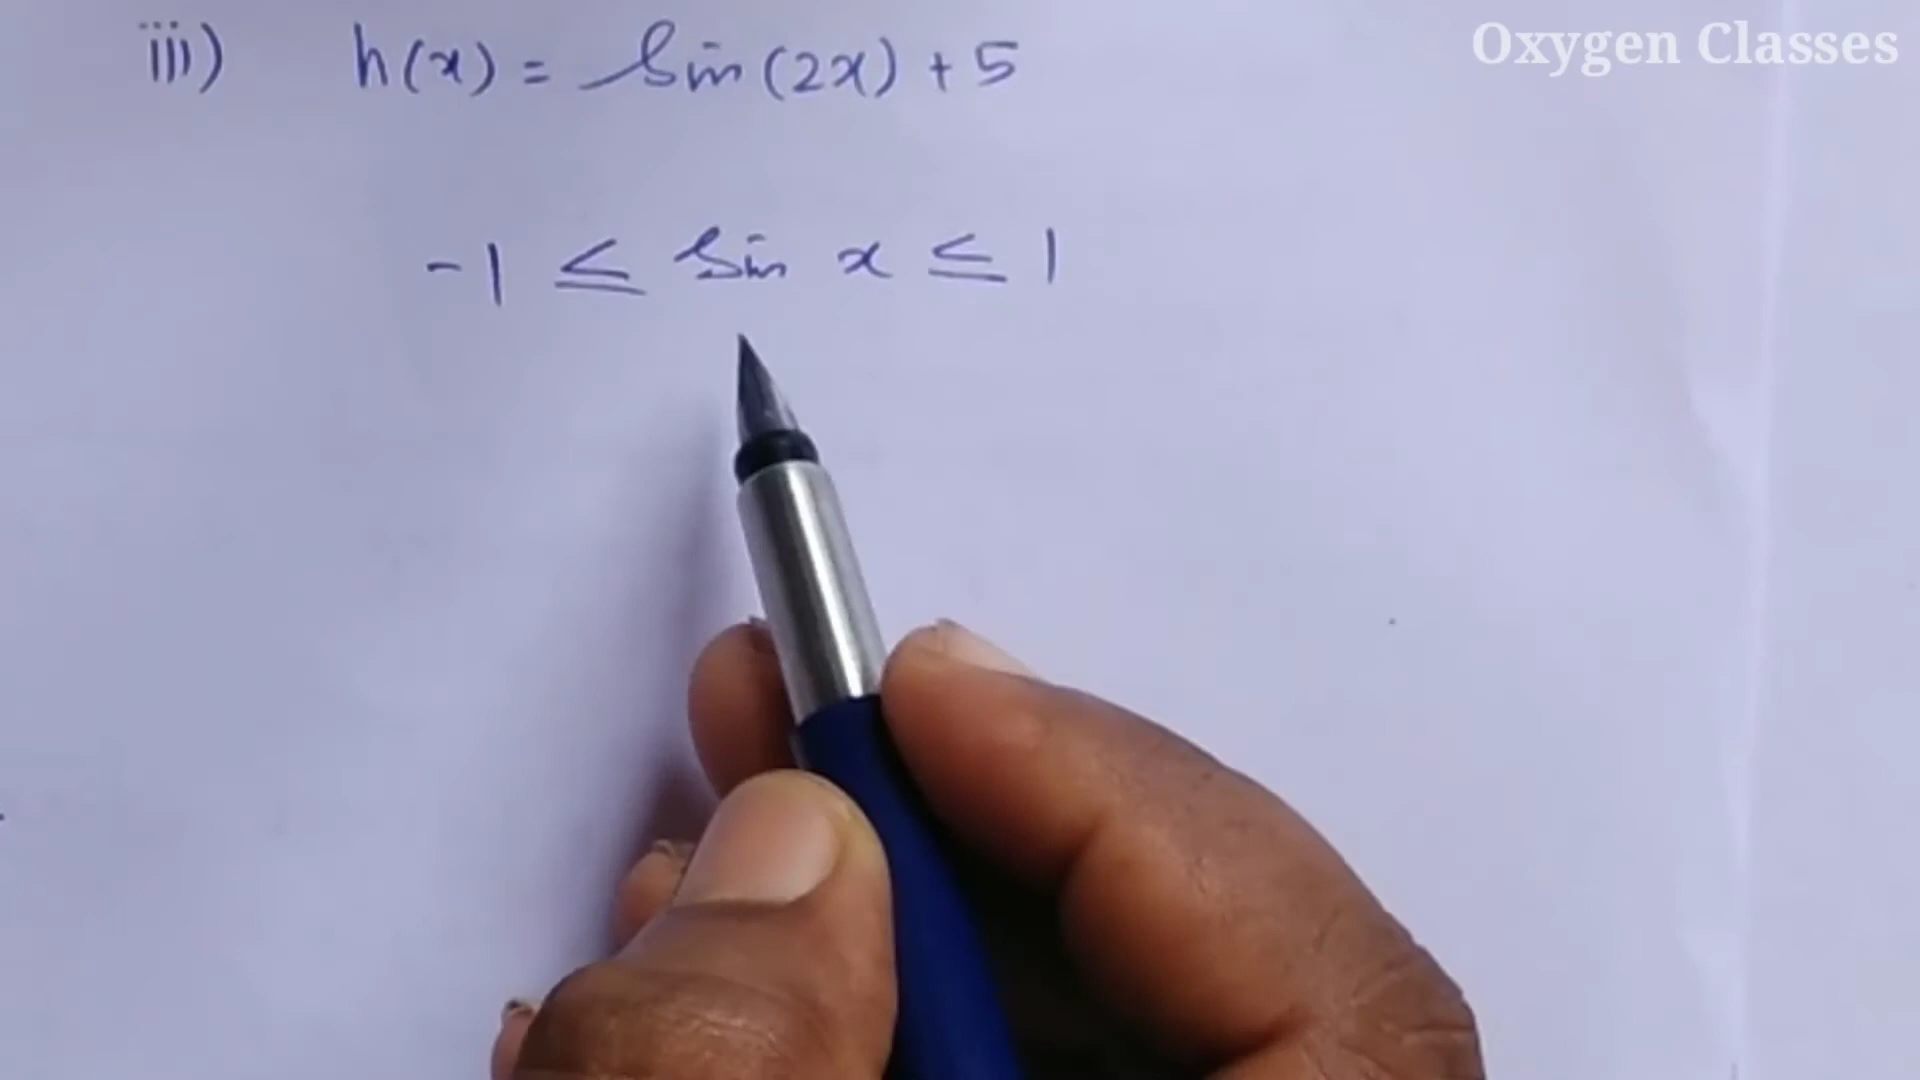 Oxygen Classes
iii) h(x) = Sin(2x) + 5
-1 ≤ Sin x ≤ 1